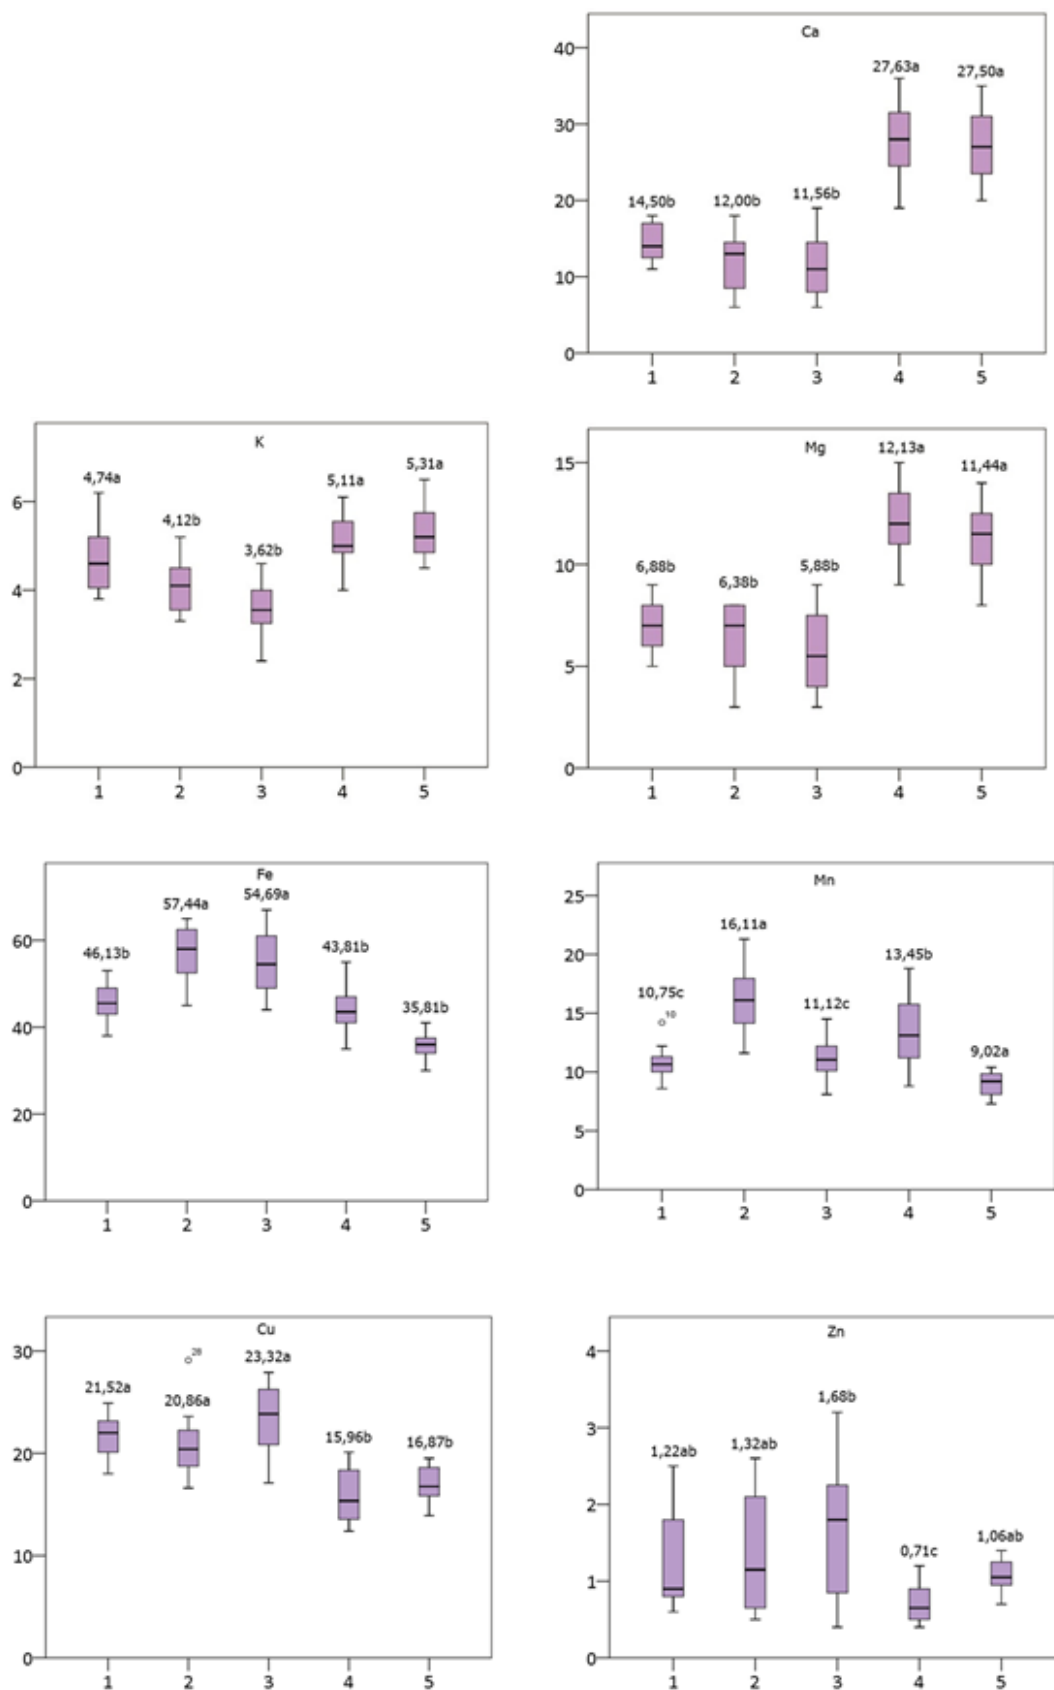 Ca
40
27,63a
27,50a
30
20
14,50b
12,00b
11,56b
10
0
1 2 3 4 5
K
4,74a
5,11a
5,31a
6
4,12b
3,62b
4
2
0
1 2 3 4 5
Mg
15
12,13a
11,44a
10
6,88b
6,38b
5,88b
5
0
1 2 3 4 5
Fe
57,44a
54,69a
60
46,13b
43,81b
35,81b
40
20
0
1 2 3 4 5
Mn
25
16,11a
20
13,45b
10,75c
11,12c
15
10
9,02a
10
5
0
1 2 3 4 5
Cu
30
28
23,32a
21,52a
20,86a
20
15,96b
16,87b
10
0
1 2 3 4 5
Zn
4
1,68b
3
1,22ab
1,32ab
2
0,71c
1,06ab
1
0
1 2 3 4 5